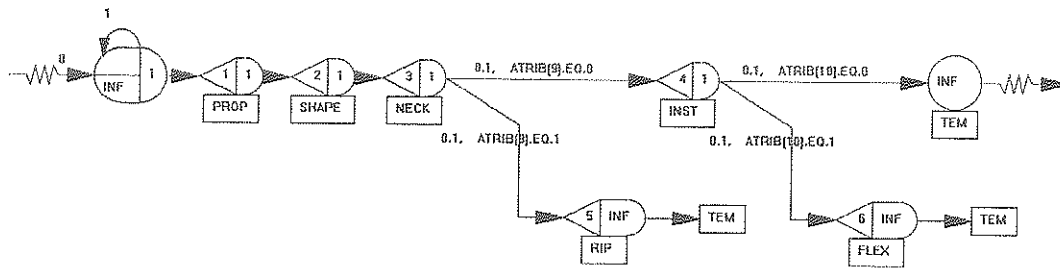 1
0
INF
1
1 1
PROP
2 1
SHAPE
3 1
NECK
0.1, ATRIB(9).EQ.0
4 1
INST
0.1, ATRIB(10).EQ.0
INF
TEM
0.1, ATRIB(9).EQ.1
0.1, ATRIB(10).EQ.1
5 INF
RIP
TEM
6 INF
FLEX
TEM